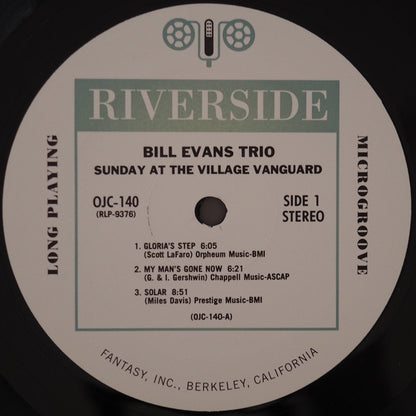 RIVERSIDE
LONG PLAYING
MICROGROOVE
BILL EVANS TRIO
SUNDAY AT THE VILLAGE VANGUARD
OJC-140
(RLP-9376)
SIDE 1
STEREO
1. GLORIA'S STEP 6:05
(Scott LaFaro) Orpheum Music-BMI
2. MY MAN'S GONE NOW 6:21
(G. & I. Gershwin) Chappell Music-ASCAP
3. SOLAR 8:51
(Miles Davis) Prestige Music-BMI
(OJC-140-A)
FANTASY, INC., BERKELEY, CALIFORNIA